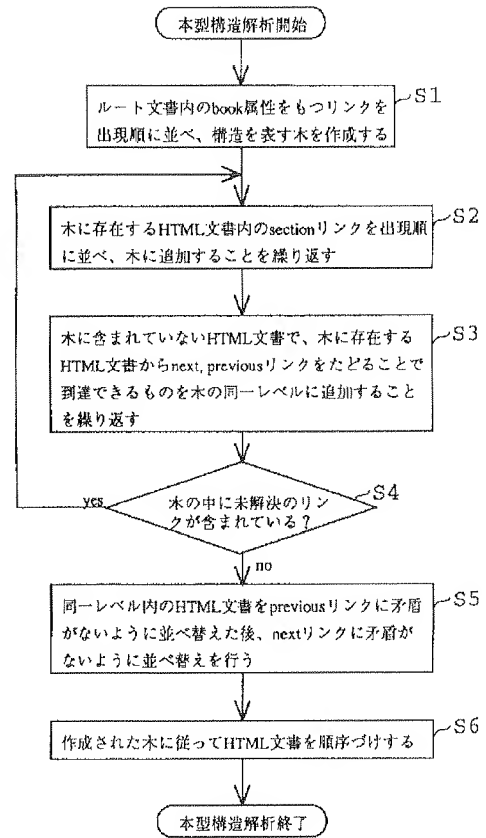 本型構造解析開始
ルート文書内のbook属性をもつリンクを
出現順に並べ、構造を表す木を作成する
S1
木に存在するHTML文書内のsectionリンクを出現順
に並べ、木に追加することを繰り返す
S2
木に含まれていないHTML文書で、木に存在する
HTML文書からnext, previousリンクをたどることで
到達できるものを木の同一レベルに追加すること
を繰り返す
S3
木の中に未解決のリン
クが含まれている？
S4
yes
no
同一レベル内のHTML文書をpreviousリンクに矛盾
がないように並べ替えた後、nextリンクに矛盾が
ないように並べ替えを行う
S5
作成された木に従ってHTML文書を順序づけする
S6
本型構造解析終了